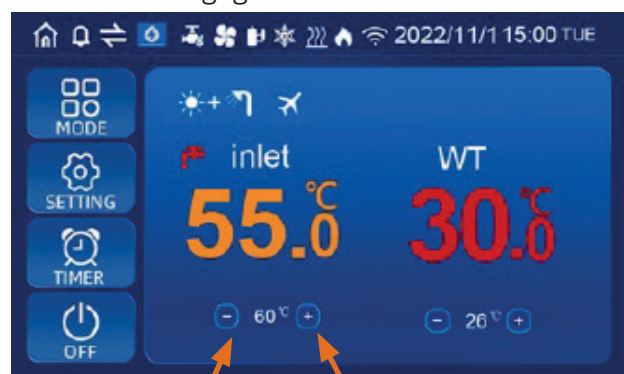 2022/11/1 15:00 TUE
MODE
SETTING
TIMER
OFF
inlet WT
55.0℃ 30.0℃
- 60℃ + - 26℃ +